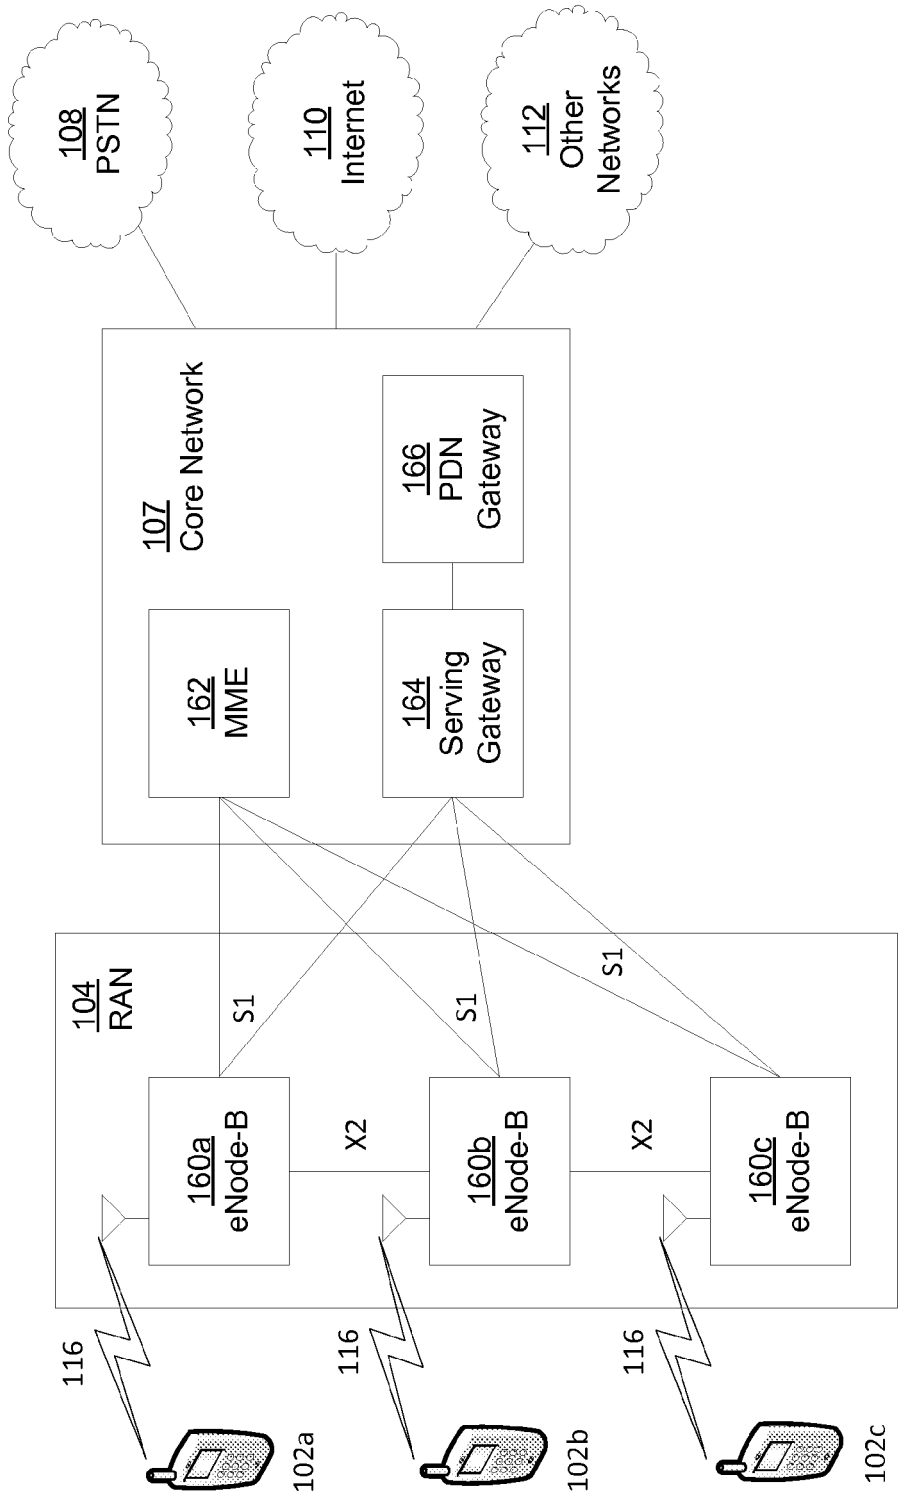 102a
116
160a
eNode-B
104
RAN
S1
X2
102b
116
160b
eNode-B
S1
X2
102c
116
160c
eNode-B
S1
107
Core Network
162
MME
164
Serving
Gateway
166
PDN
Gateway
108
PSTN
110
Internet
112
Other
Networks